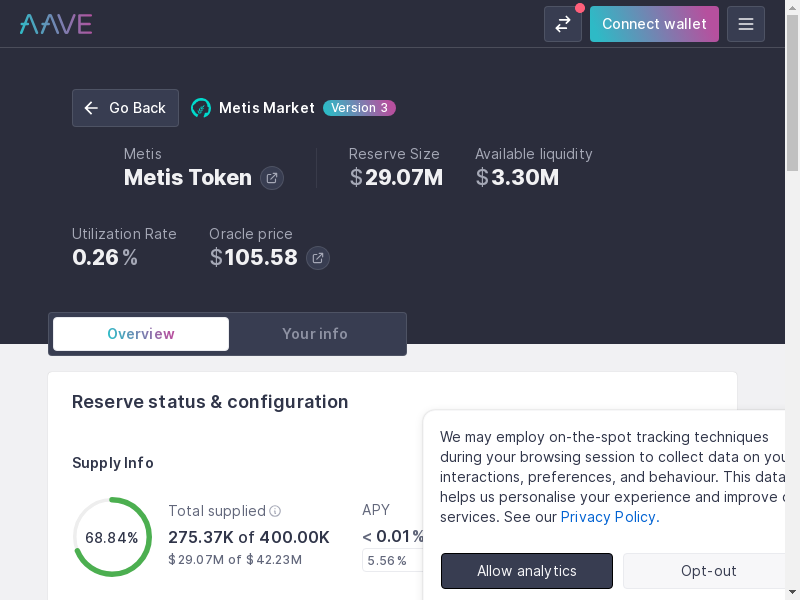 AAVE
Connect wallet
Go Back
Metis Market
Version 3
Metis
Metis Token
Reserve Size
$29.07M
Available liquidity
$3.30M
Utilization Rate
0.26%
Oracle price
$105.58
Overview
Your info
Reserve status & configuration
Supply Info
68.84%
Total supplied
275.37K of 400.00K
$29.07M of $42.23M
APY
< 0.01%
5.56%
We may employ on-the-spot tracking techniques
during your browsing session to collect data on you
interactions, preferences, and behaviour. This data
helps us personalise your experience and improve o
services. See our Privacy Policy.
Allow analytics
Opt-out